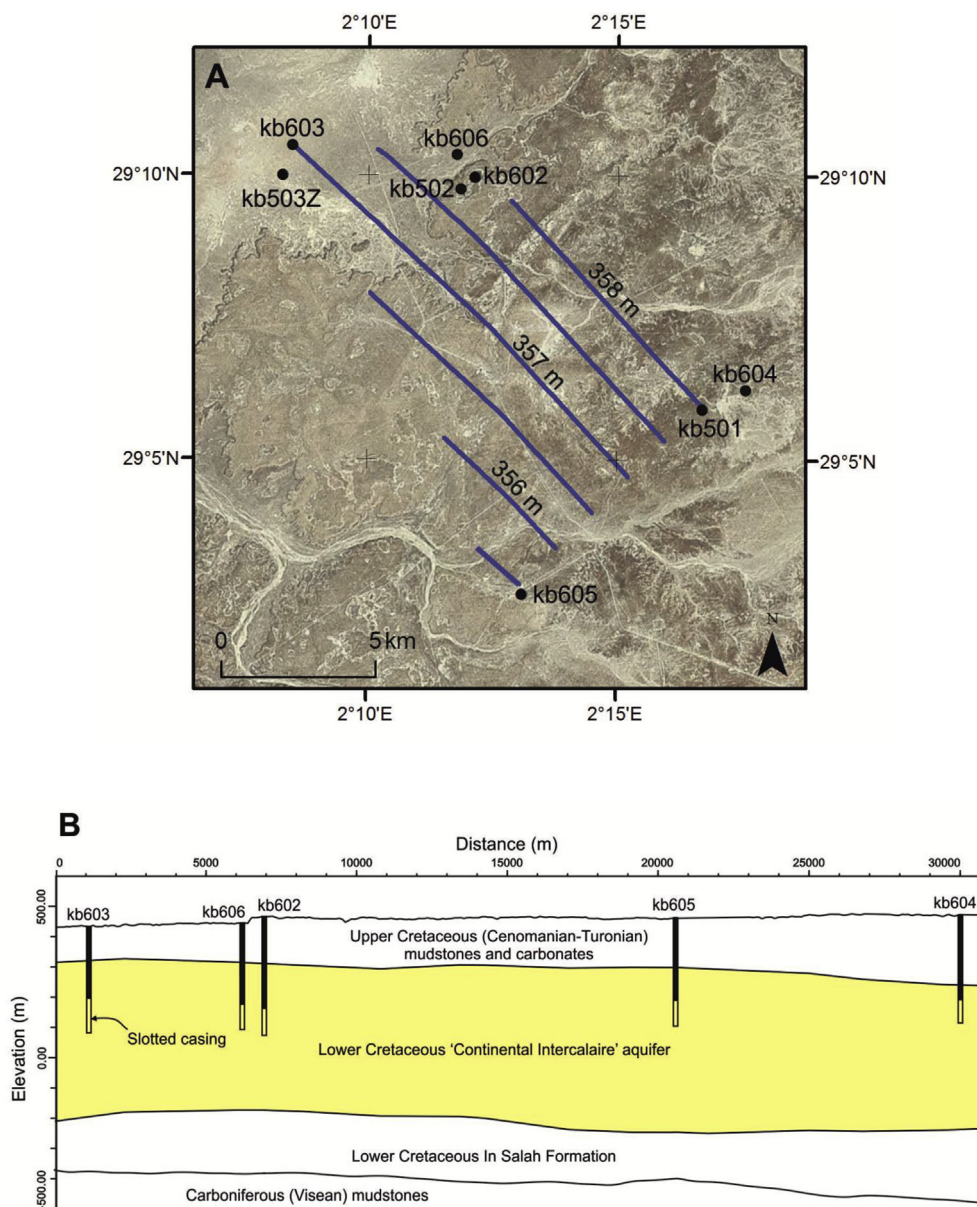 2°10'E 2°15'E
A
kb603
kb606
29°10'N 29°10'N
kb602
kb503Z
kb502
358 m
357 m
kb604
kb501
29°5'N 29°5'N
356 m
kb605
N
0 5 km
2°10'E 2°15'E
B
Distance (m)
0 5000 10000 15000 20000 25000 30000
500.00
kb603 kb606 kb602 kb605 kb604
Upper Cretaceous (Cenomanian-Turonian)
mudstones and carbonates
Slotted casing
Lower Cretaceous 'Continental Intercalaire' aquifer
0.00
Elevation (m)
Lower Cretaceous In Salah Formation
-500.00
Carboniferous (Visean) mudstones